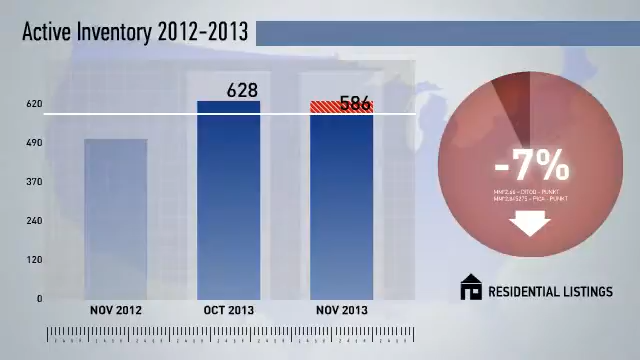 Active Inventory 2012-2013
628
586
620
490
370
240
120
0
NOV 2012
OCT 2013
NOV 2013
-7%
RESIDENTIAL LISTINGS